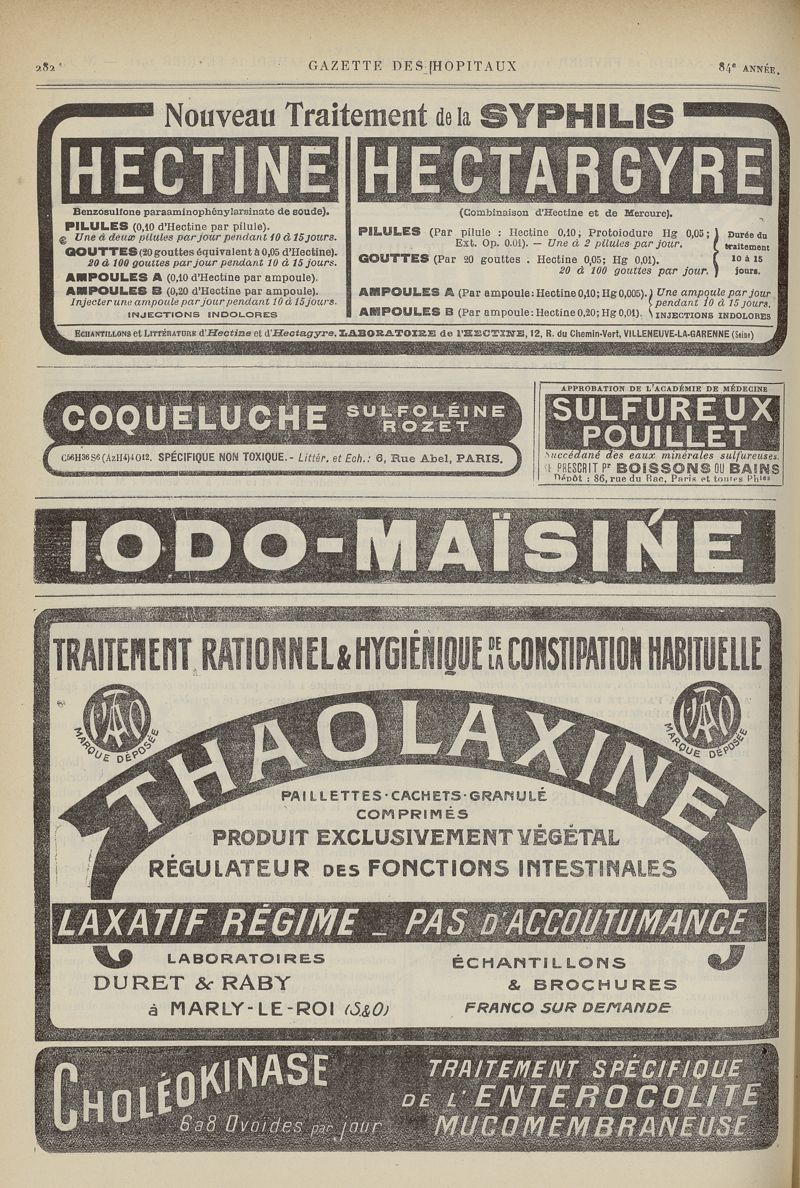 282
GAZETTE DES HOPITAUX
84e ANNÉE.
Nouveau Traitement de la SYPHILIS
HECTINE
Benzosulfone paraaminophénylarsinate de soude).
PILULES (0,10 d'Hectine par pilule).
Une à deux pilules par jour pendant 10 à 15 jours.
GOUTTES (20 gouttes équivalent à 0,05 d'Hectine).
20 à 100 gouttes par jour pendant 10 à 15 jours.
AMPOULES A (0,10 d'Hectine par ampoule).
AMPOULES B (0,20 d'Hectine par ampoule).
Injecter une ampoule par jour pendant 10 à 15 jours.
INJECTIONS INDOLORES
HECTARGYRE
(Combinaison d'Hectine et de Mercure).
PILULES (Par pilule : Hectine 0,10; Protoiodure Hg 0,05;
Ext. Op. 0.01). — Une à 2 pilules par jour.
GOUTTES (Par 20 gouttes . Hectine 0,05; Hg 0,01).
20 à 100 gouttes par jour.
Durée du
traitement
10 à 15
jours.
AMPOULES A (Par ampoule: Hectine 0,10; Hg 0,005).
AMPOULES B (Par ampoule: Hectine 0,20; Hg 0,01).
Une ampoule par jour
pendant 10 à 15 jours.
INJECTIONS INDOLORES
ECHANTILLONS et LITTÉRATURE d'Hectine et d'Hectagyre, LABORATOIRE de l'HECTINE, 12, R. du Chemin-Vert, VILLENEUVE-LA-GARENNE (Seine)
COQUELUCHE SULFOLÉINE
ROZET
C56H36S6(AzH4)4O12. SPÉCIFIQUE NON TOXIQUE.- Littér. et Ech.: 6, Rue Abel, PARIS.
APPROBATION DE L'ACADÉMIE DE MÉDECINE
SULFUREUX
POUILLET
Succédané des eaux minérales sulfureuses.
SE PRESCRIT Pr BOISSONS OU BAINS
Dépôt : 86, rue du Bac, Paris et toutes Phies
IODO-MAÏSINE
TRAITEMENT RATIONNEL & HYGIÉNIQUE DE LA CONSTIPATION HABITUELLE
MARQUE DÉPOSÉE
MARQUE DÉPOSÉE
THAOLAXINE
PAILLETTES·CACHETS·GRANULÉ
COMPRIMÉS
PRODUIT EXCLUSIVEMENT VÉGÉTAL
RÉGULATEUR DES FONCTIONS INTESTINALES
LAXATIF RÉGIME _ PAS D'ACCOUTUMANCE
LABORATOIRES
DURET & RABY
à MARLY-LE-ROI (S&O)
ÉCHANTILLONS
& BROCHURES
FRANCO SUR DEMANDE
CHOLÉOKINASE
6 à 8 Ovoïdes par jour
TRAITEMENT SPÉCIFIQUE
DE L'ENTEROCOLITE
MUCOMEMBRANEUSE